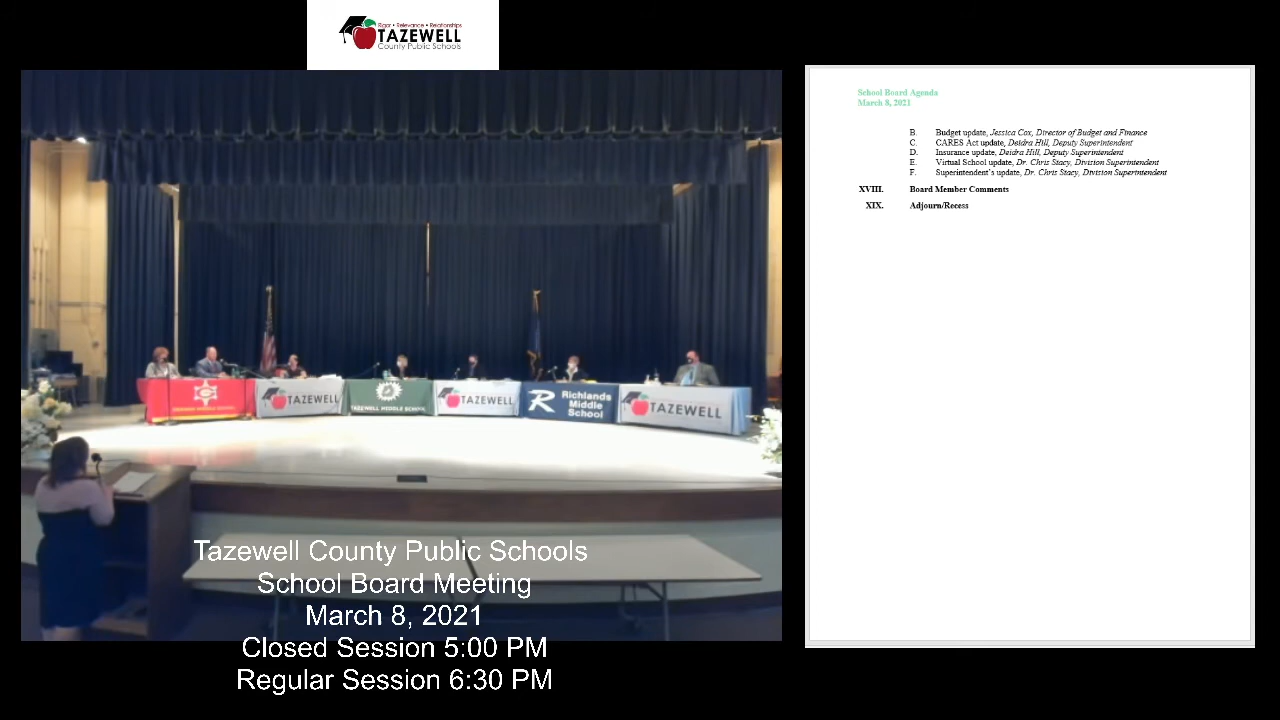 Rigor • Relevance • Relationships
TAZEWELL
County Public Schools
School Board Agenda
March 8, 2021
B. Budget update, Jessica Cox, Director of Budget and Finance
C. CARES Act update, Deidra Hill, Deputy Superintendent
D. Insurance update, Deidra Hill, Deputy Superintendent
E. Virtual School update, Dr. Chris Stacy, Division Superintendent
F. Superintendent's update, Dr. Chris Stacy, Division Superintendent
XVIII. Board Member Comments
XIX. Adjourn/Recess
TAZEWELL
TAZEWELL MIDDLE SCHOOL
TAZEWELL
R Richlands
Middle
School
TAZEWELL
Tazewell County Public Schools
School Board Meeting
March 8, 2021
Closed Session 5:00 PM
Regular Session 6:30 PM